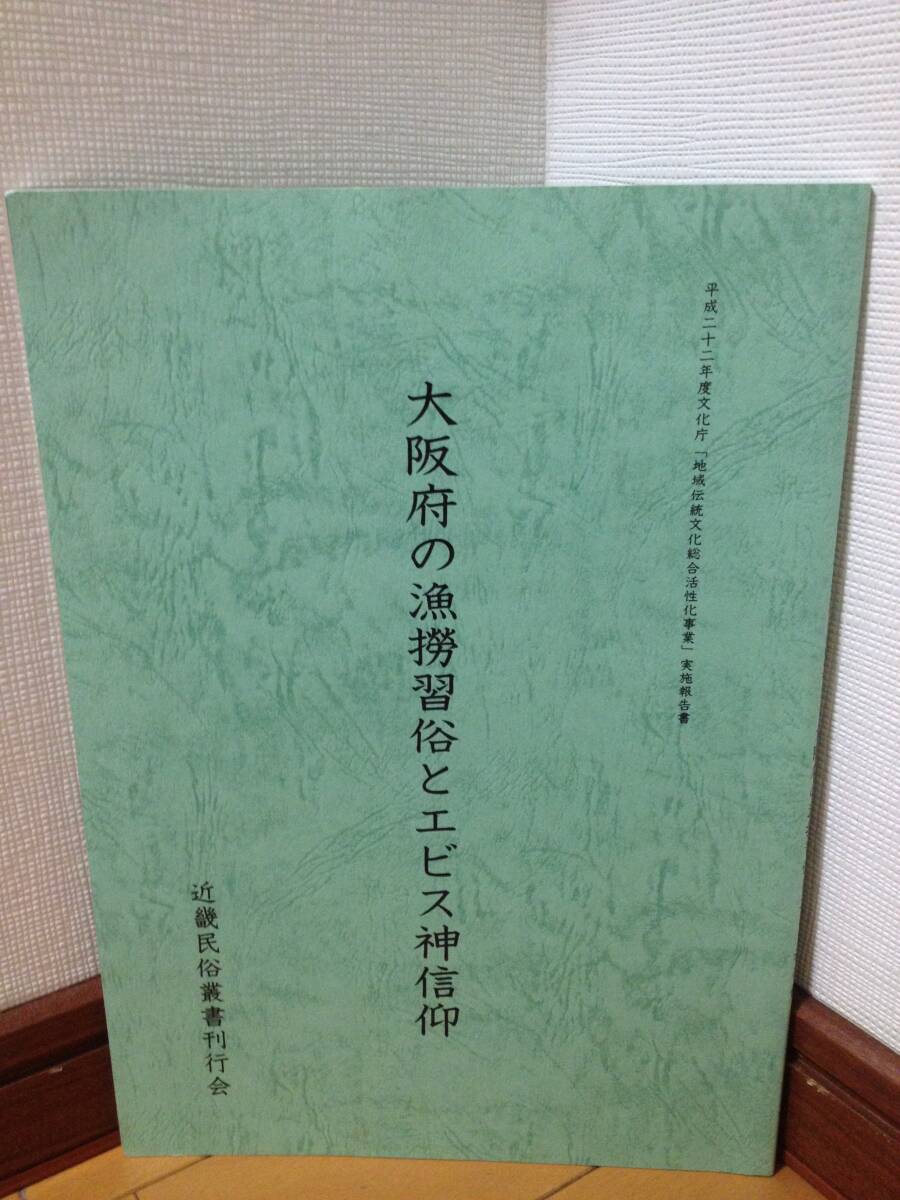 平成二十二年度文化庁「地域伝統文化総合活性化事業」実施報告書
大阪府の漁撈習俗とエビス神信仰
近畿民俗叢書刊行会